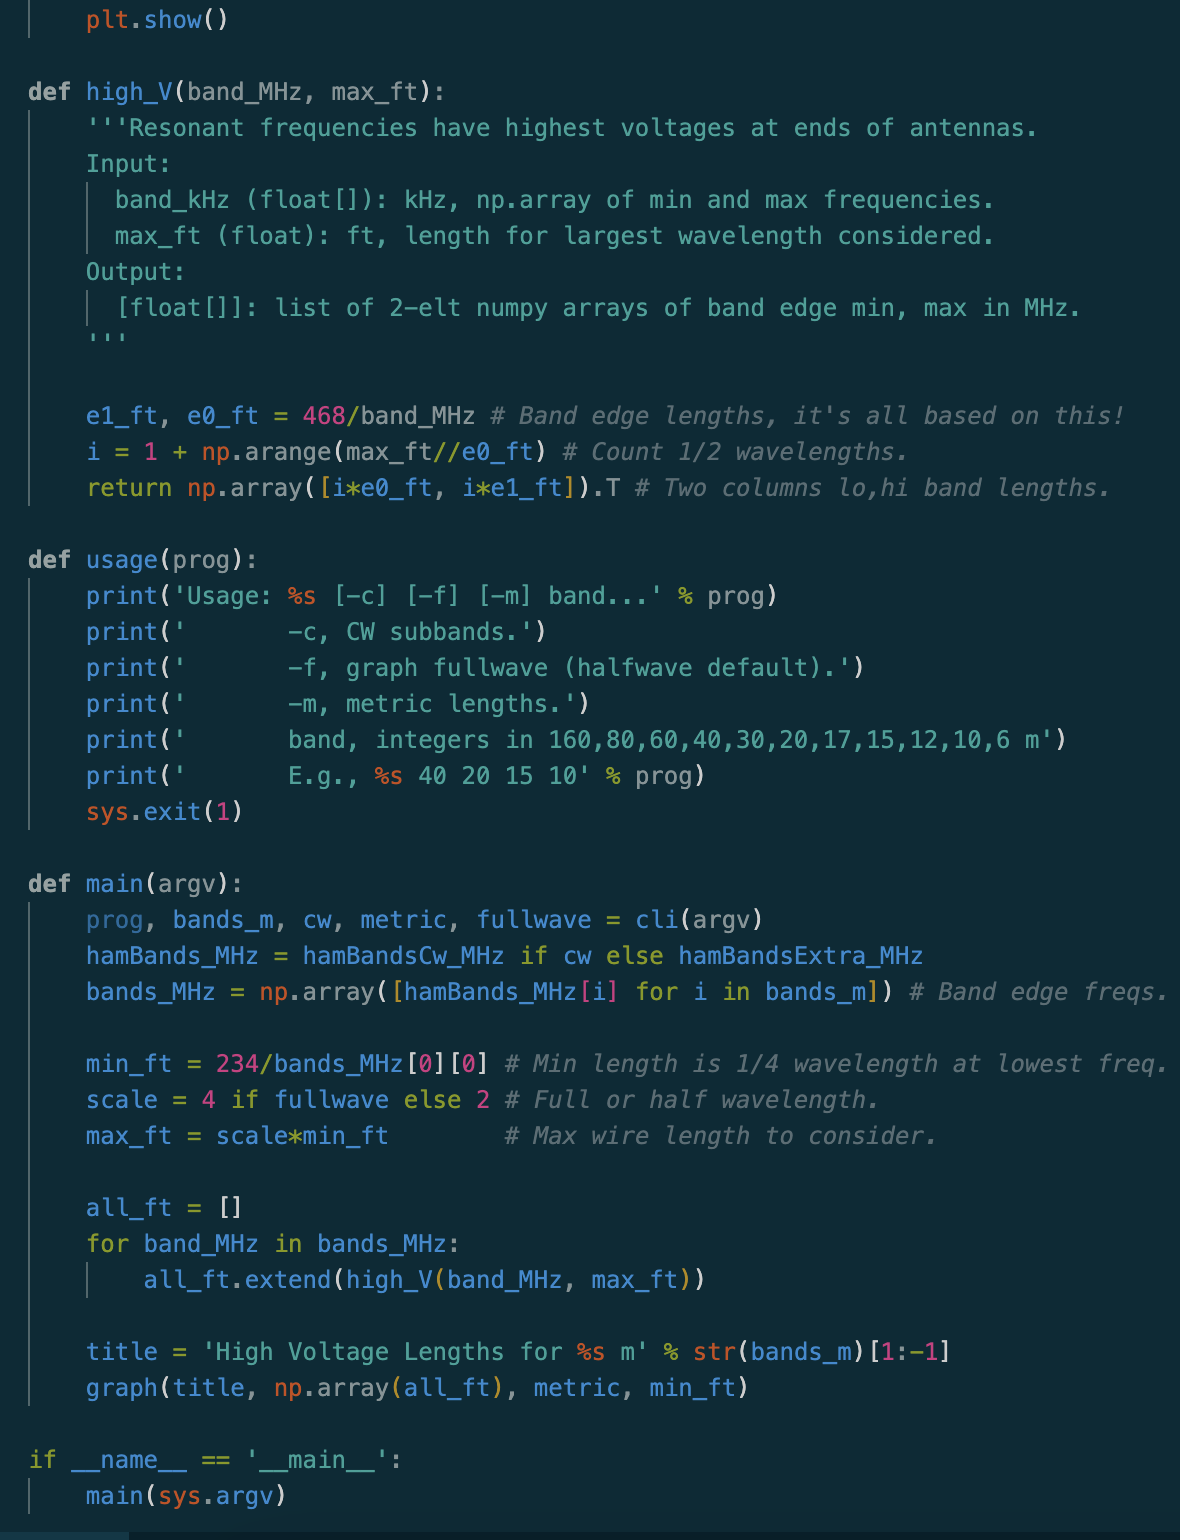 plt.show()

def high_V(band_MHz, max_ft):
    '''Resonant frequencies have highest voltages at ends of antennas.
    Input:
      band_kHz (float[]): kHz, np.array of min and max frequencies.
      max_ft (float): ft, length for largest wavelength considered.
    Output:
      [float[]]: list of 2-elt numpy arrays of band edge min, max in MHz.
    '''

    e1_ft, e0_ft = 468/band_MHz # Band edge lengths, it's all based on this!
    i = 1 + np.arange(max_ft//e0_ft) # Count 1/2 wavelengths.
    return np.array([i*e0_ft, i*e1_ft]).T # Two columns lo,hi band lengths.

def usage(prog):
    print('Usage: %s [-c] [-f] [-m] band...' % prog)
    print('       -c, CW subbands.')
    print('       -f, graph fullwave (halfwave default).')
    print('       -m, metric lengths.')
    print('       band, integers in 160,80,60,40,30,20,17,15,12,10,6 m')
    print('       E.g., %s 40 20 15 10' % prog)
    sys.exit(1)

def main(argv):
    prog, bands_m, cw, metric, fullwave = cli(argv)
    hamBands_MHz = hamBandsCw_MHz if cw else hamBandsExtra_MHz
    bands_MHz = np.array([hamBands_MHz[i] for i in bands_m]) # Band edge freqs.

    min_ft = 234/bands_MHz[0][0] # Min length is 1/4 wavelength at lowest freq.
    scale = 4 if fullwave else 2 # Full or half wavelength.
    max_ft = scale*min_ft        # Max wire length to consider.

    all_ft = []
    for band_MHz in bands_MHz:
        all_ft.extend(high_V(band_MHz, max_ft))

    title = 'High Voltage Lengths for %s m' % str(bands_m)[1:-1]
    graph(title, np.array(all_ft), metric, min_ft)

if __name__ == '__main__':
    main(sys.argv)